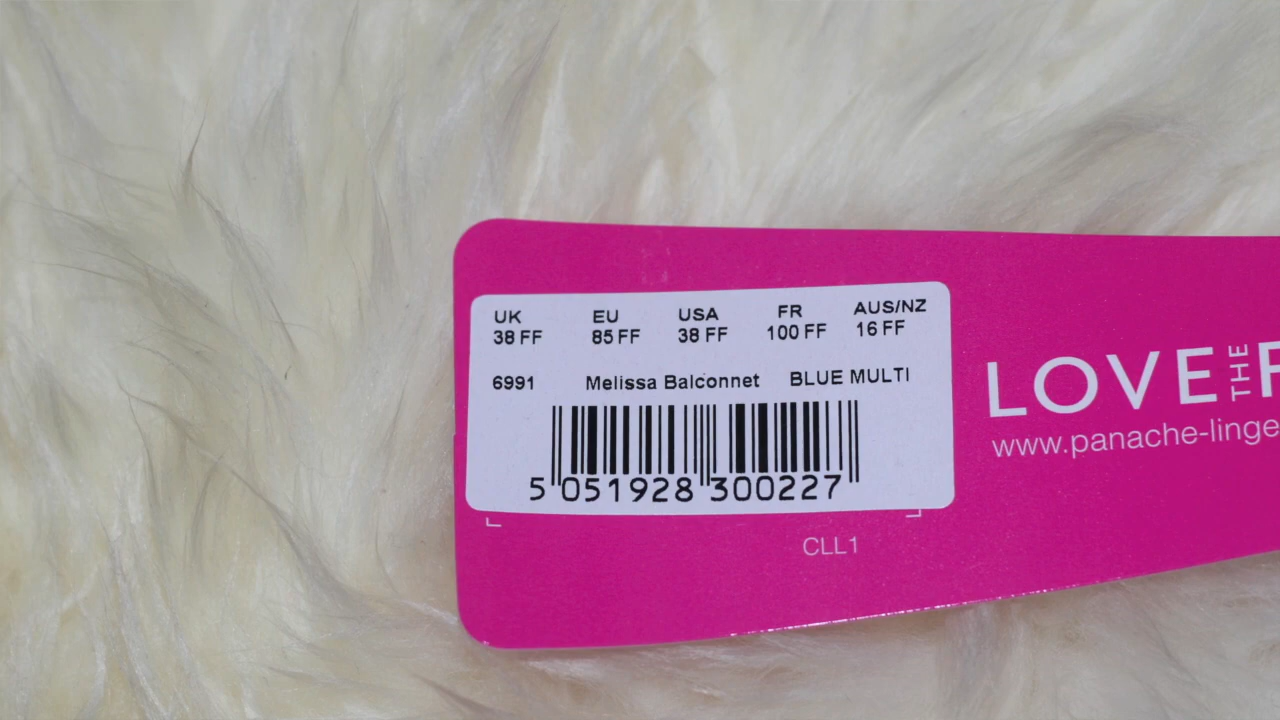 UK EU USA FR AUS/NZ
38 FF 85 FF 38 FF 100 FF 16 FF
6991 Melissa Balconnet BLUE MULTI
5 051928 300227
CLL1
LOVE THE F
www.panache-linge